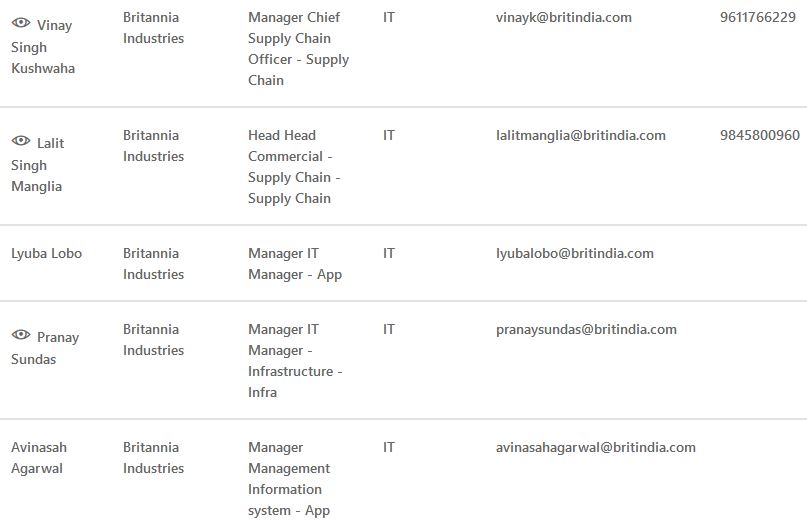 Vinay Singh Kushwaha
Britannia Industries
Manager Chief Supply Chain Officer - Supply Chain
IT
vinayk@britindia.com
9611766229
Lalit Singh Manglia
Britannia Industries
Head Head Commercial - Supply Chain - Supply Chain
IT
lalitmanglia@britindia.com
9845800960
Lyuba Lobo
Britannia Industries
Manager IT Manager - App
IT
lyubalobo@britindia.com
Pranay Sundas
Britannia Industries
Manager IT Manager - Infrastructure - Infra
IT
pranaysundas@britindia.com
Avinasah Agarwal
Britannia Industries
Manager Management Information system - App
IT
avinasahagarwal@britindia.com